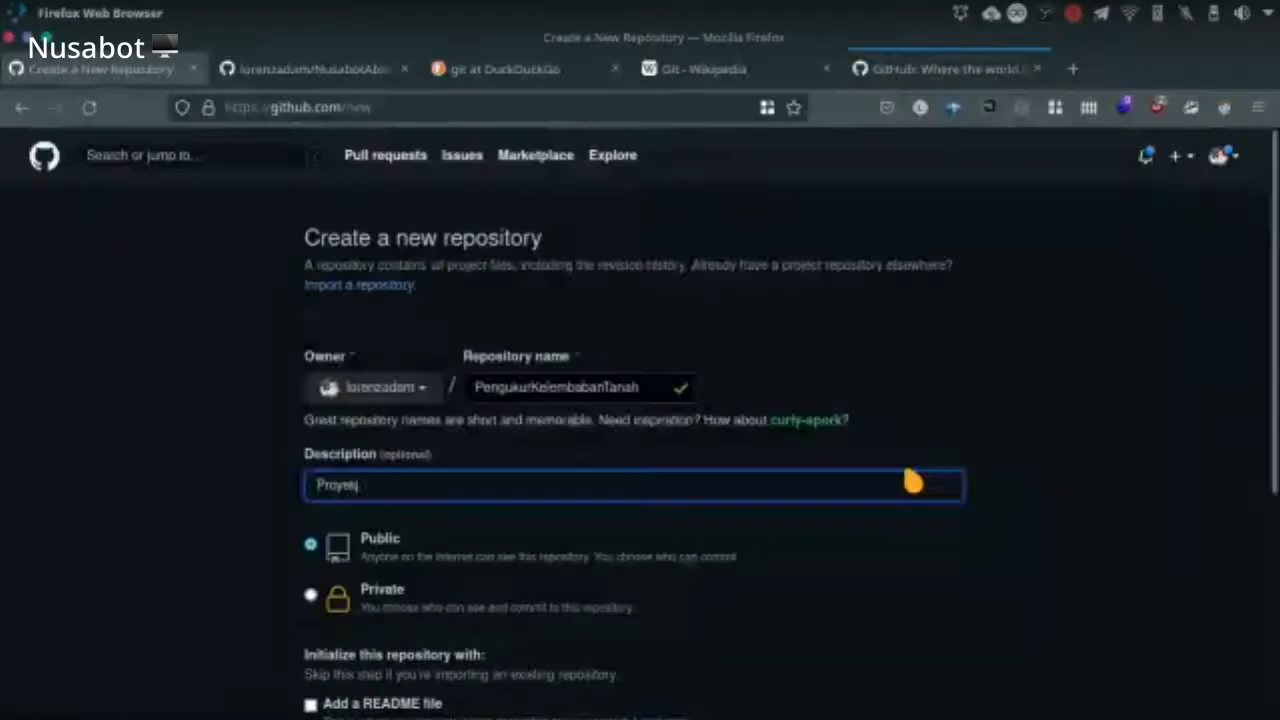 Firefox Web Browser
Create a New Repository — Mozilla Firefox
Nusabot
Create a New Repository
lorenzadam/NusabotAbs
git at DuckDuckGo
Git - Wikipedia
GitHub: Where the world
https://github.com/new
Search or jump to...
Pull requests Issues Marketplace Explore
Create a new repository
A repository contains all project files, including the revision history. Already have a project repository elsewhere?
Import a repository.
Owner * Repository name *
lorenzadam / PengukurKelembabanTanah
Great repository names are short and memorable. Need inspiration? How about curly-spork?
Description (optional)
Public
Anyone on the internet can see this repository. You choose who can commit.
Private
You choose who can see and commit to this repository.
Initialize this repository with:
Skip this step if you're importing an existing repository.
Add a README file